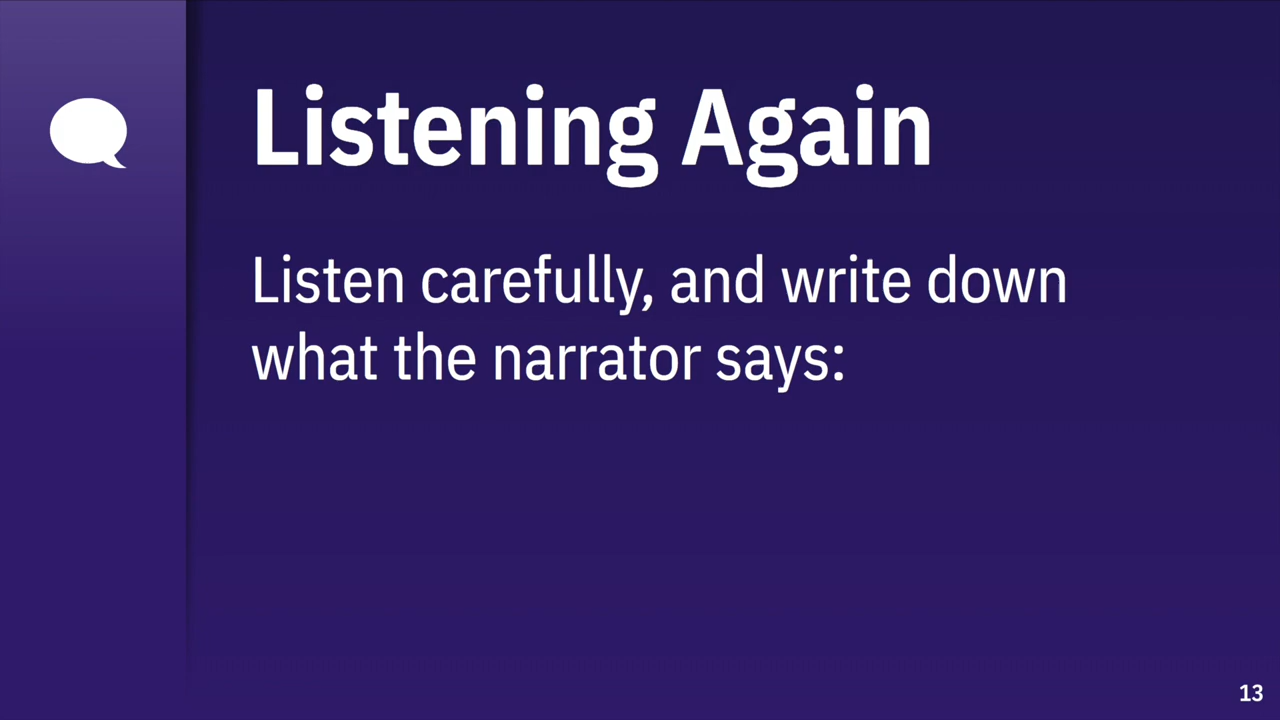 Listening Again
Listen carefully, and write down
what the narrator says:
13